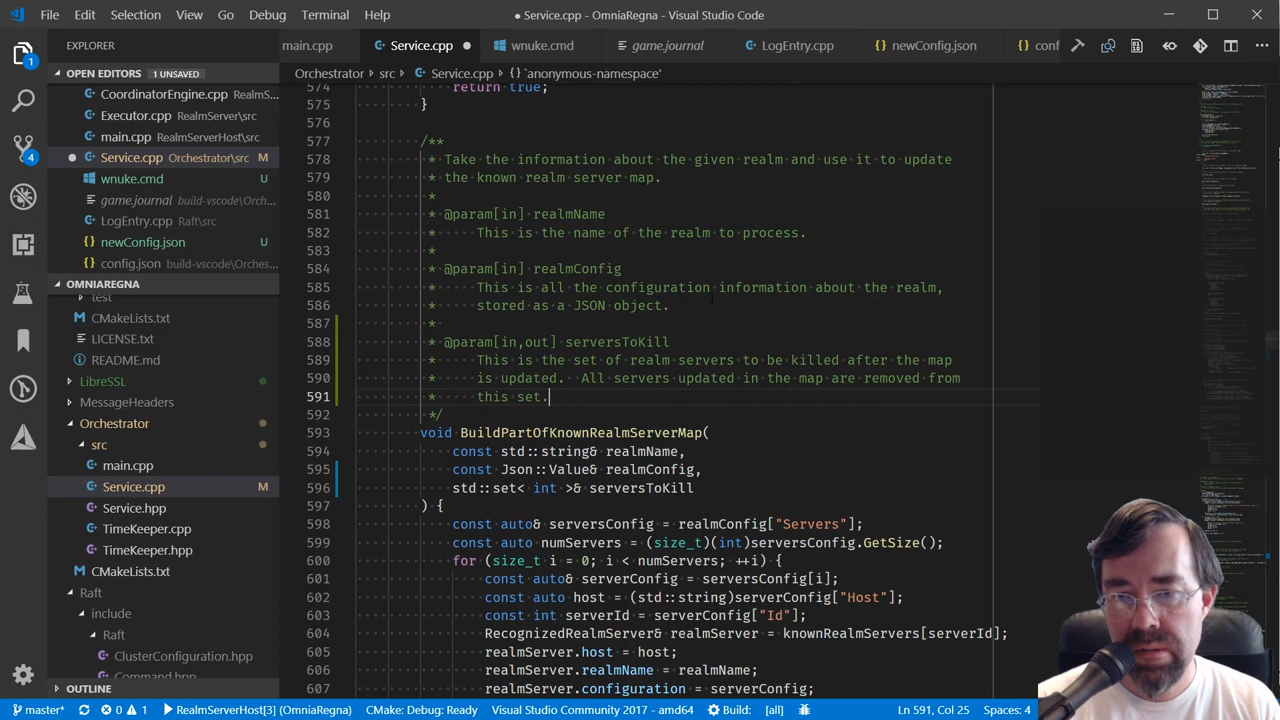 File Edit Selection View Go Debug Terminal Help
● Service.cpp - OmniaRegna - Visual Studio Code
EXPLORER
main.cpp Service.cpp wnuke.cmd game.journal LogEntry.cpp newConfig.json conf
OPEN EDITORS 1 UNSAVED
CoordinatorEngine.cpp RealmS...
Executor.cpp RealmServer\src
main.cpp RealmServerHost\src
Service.cpp Orchestrator\src M
wnuke.cmd U
game.journal build-vscode\Orch...
LogEntry.cpp Raft\src
newConfig.json U
config.json build-vscode\Orches...
OMNIAREGNA
test
CMakeLists.txt
LICENSE.txt
README.md
LibreSSL
MessageHeaders
Orchestrator
src
main.cpp
Service.cpp M
Service.hpp
TimeKeeper.cpp
TimeKeeper.hpp
CMakeLists.txt
Raft
include
Raft
ClusterConfiguration.hpp
Command.hpp
OUTLINE
1
4
Orchestrator > src > Service.cpp > {} `anonymous-namespace'
574 return true;
575 }
576
577 /**
578 * Take the information about the given realm and use it to update
579 * the known realm server map.
580 *
581 * @param[in] realmName
582 * This is the name of the realm to process.
583 *
584 * @param[in] realmConfig
585 * This is all the configuration information about the realm,
586 * stored as a JSON object.
587 *
588 * @param[in,out] serversToKill
589 * This is the set of realm servers to be killed after the map
590 * is updated. All servers updated in the map are removed from
591 * this set.
592 */
593 void BuildPartOfKnownRealmServerMap(
594 const std::string& realmName,
595 const Json::Value& realmConfig,
596 std::set< int >& serversToKill
597 ) {
598 const auto& serversConfig = realmConfig["Servers"];
599 const auto numServers = (size_t)(int)serversConfig.GetSize();
600 for (size_t i = 0; i < numServers; ++i) {
601 const auto& serverConfig = serversConfig[i];
602 const auto host = (std::string)serverConfig["Host"];
603 const int serverId = serverConfig["Id"];
604 RecognizedRealmServer& realmServer = knownRealmServers[serverId];
605 realmServer.host = host;
606 realmServer.realmName = realmName;
607 realmServer.configuration = serverConfig;
master* 0 1 RealmServerHost[3] (OmniaRegna) CMake: Debug: Ready Visual Studio Community 2017 - amd64 Build: [all] Ln 591, Col 25 Spaces: 4